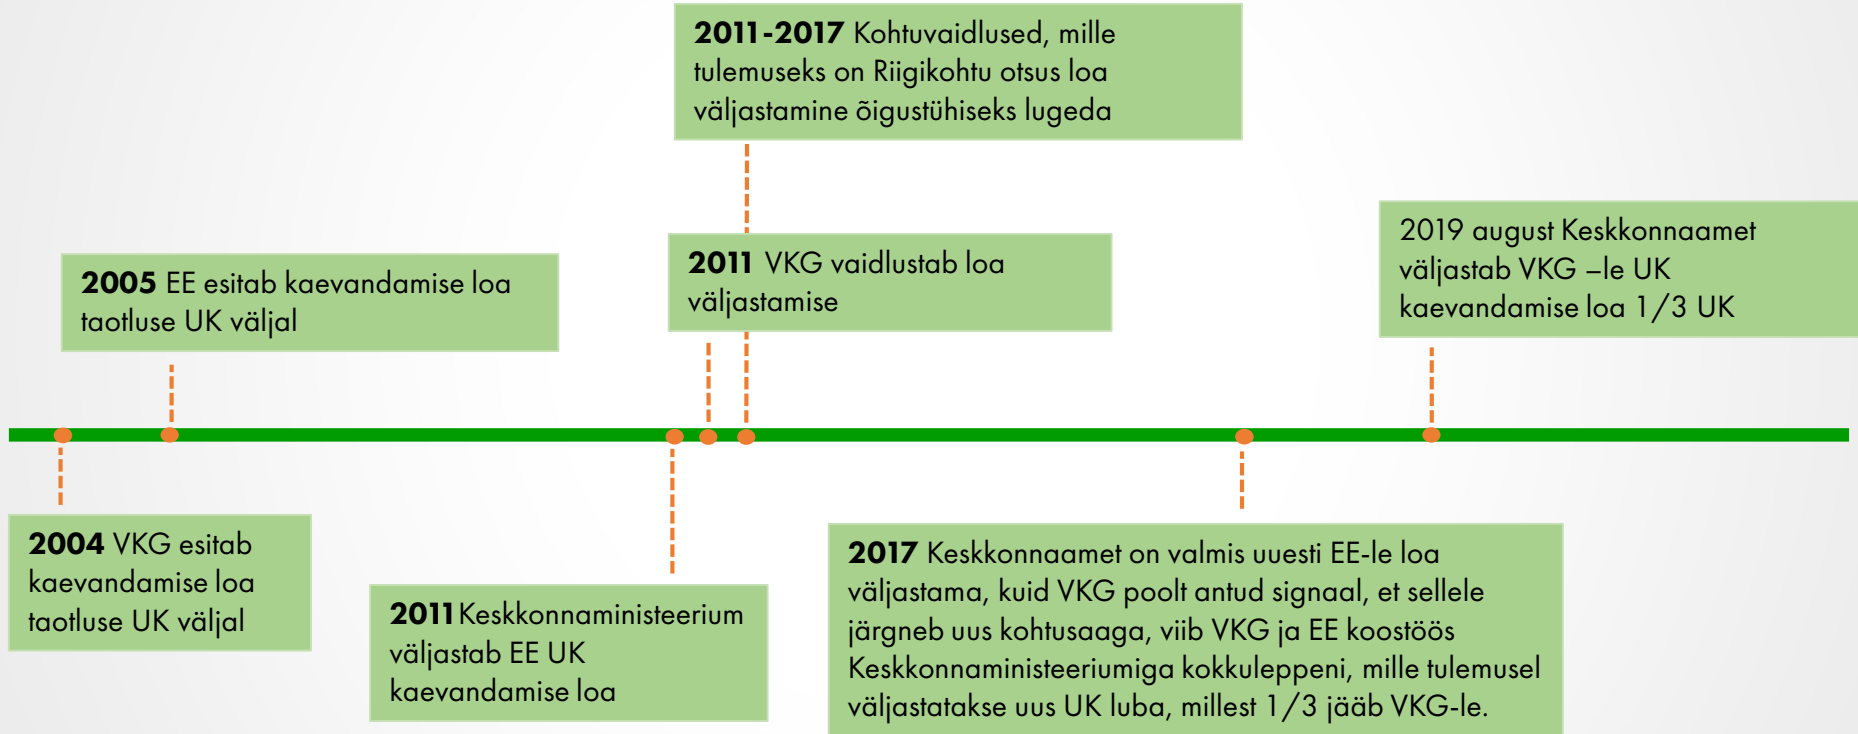 2011-2017 Kohtuvaidlused, mille
tulemuseks on Riigikohtu otsus loa
väljastamine õigustühiseks lugeda
2005 EE esitab kaevandamise loa
taotluse UK väljal
2011 VKG vaidlustab loa
väljastamise
2019 august Keskkonnaamet
väljastab VKG –le UK
kaevandamise loa 1/3 UK
2004 VKG esitab
kaevandamise loa
taotluse UK väljal
2011 Keskkonnaministeerium
väljastab EE UK
kaevandamise loa
2017 Keskkonnaamet on valmis uuesti EE-le loa
väljastama, kuid VKG poolt antud signaal, et sellele
järgneb uus kohtusaaga, viib VKG ja EE koostöös
Keskkonnaministeeriumiga kokkuleppeni, mille tulemusel
väljastatakse uus UK luba, millest 1/3 jääb VKG-le.